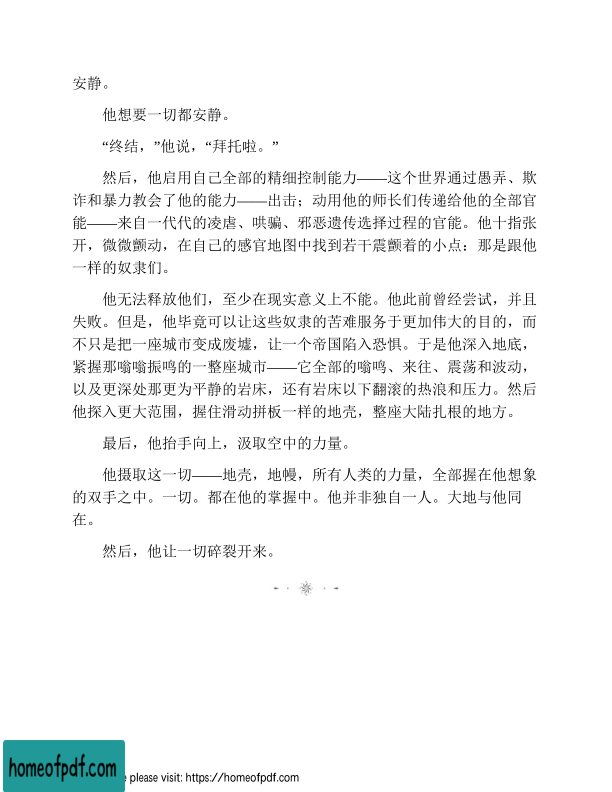 安静。
他想要一切都安静。
“终结，”他说，“拜托啦。”
然后，他启用自己全部的精细控制能力——这个世界通过愚弄、欺
诈和暴力教会了他的能力——出击；动用他的师长们传递给他的全部官
能——来自一代代的凌虐、哄骗、邪恶遗传选择过程的官能。他十指张
开，微微颤动，在自己的感官地图中找到若干震颤着的小点：那是跟他
一样的奴隶们。
他无法释放他们，至少在现实意义上不能。他此前曾经尝试，并且
失败。但是，他毕竟可以让这些奴隶的苦难服务于更加伟大的目的，而
不只是把一座城市变成废墟，让一个帝国陷入恐惧。于是他深入地底，
紧握那嗡嗡振鸣的一整座城市——它全部的嗡鸣、来往、震荡和波动，
以及更深处那更为平静的岩床，还有岩床以下翻滚的热浪和压力。然后
他探入更大范围，握住滑动拼板一样的地壳，整座大陆扎根的地方。
最后，他抬手向上，汲取空中的力量。
他摄取这一切——地壳，地幔，所有人类的力量，全部握在他想象
的双手之中。一切。都在他的掌握中。他并非独自一人。大地与他同
在。
然后，他让一切碎裂开来。
homeofpdf.com
e please visit: https://homeofpdf.com